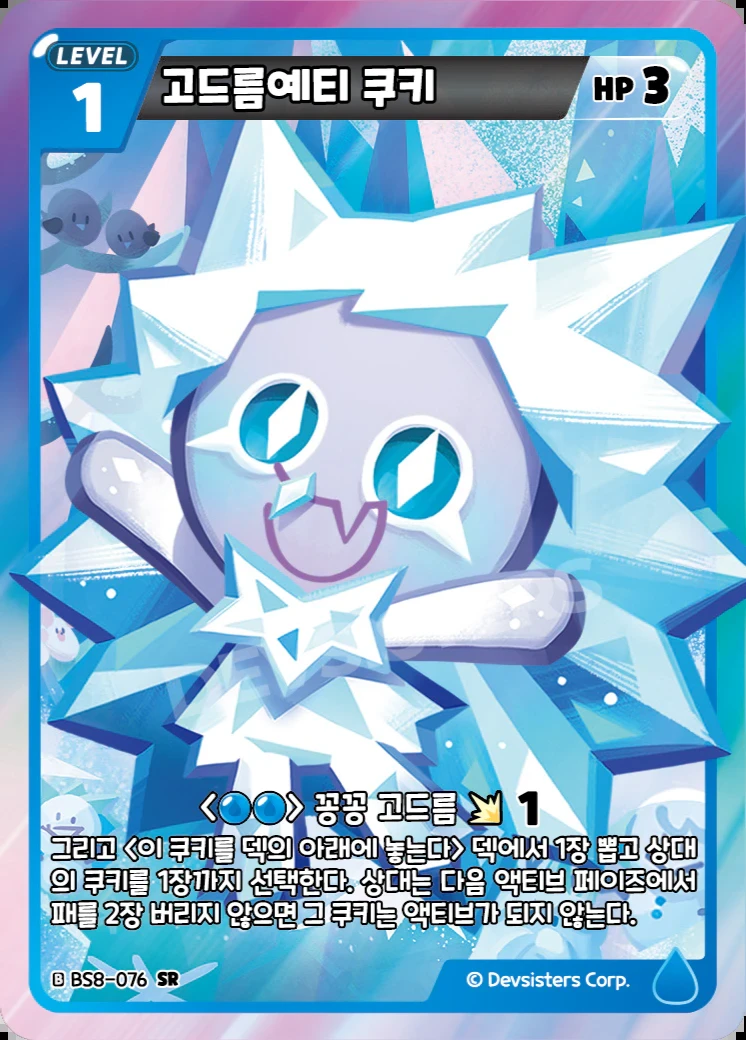 LEVEL
1
고드름예티 쿠키
HP 3
< > 꽁꽁 고드름 1
그리고 <이 쿠키를 덱의 아래에 놓는다> 덱에서 1장 뽑고 상대
의 쿠키를 1장까지 선택한다. 상대는 다음 액티브 페이즈에서
패를 2장 버리지 않으면 그 쿠키는 액티브가 되지 않는다.
B BS8-076 SR
© Devsisters Corp.